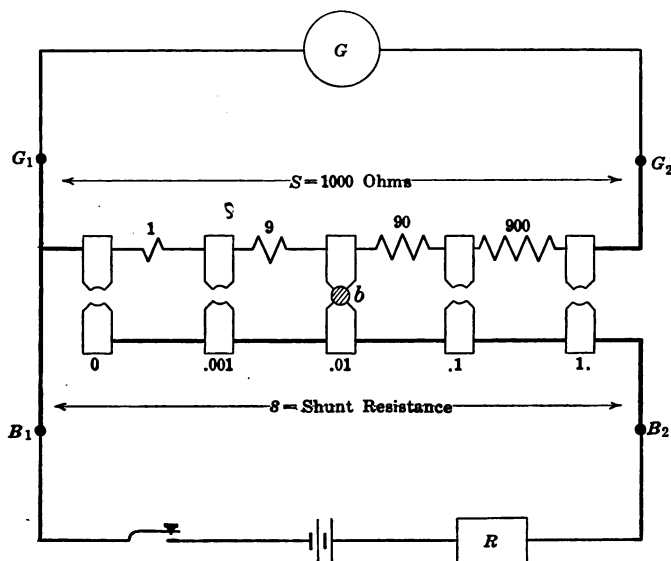 G
G₁
G₂
S = 1000 Ohms
1
S
9
90
900
b
0
.001
.01
.1
1.
s = Shunt Resistance
B₁
B₂
R